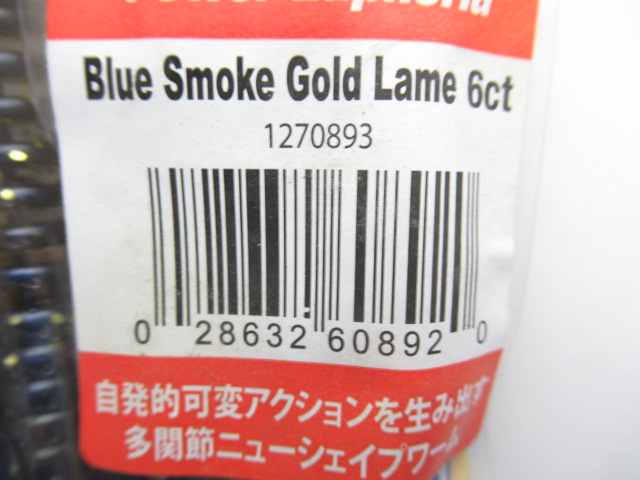 Power Euphoria
Blue Smoke Gold Lame 6ct
1270893
0 28632 60892 0
自発的可変アクションを生み出す
多関節ニューシェイプワーム